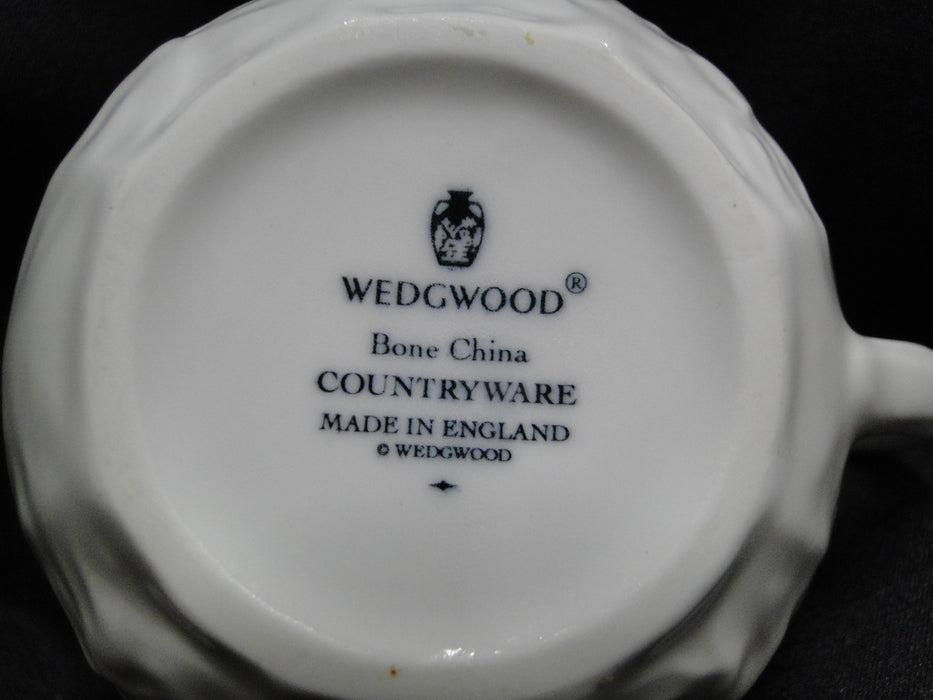 WEDGWOOD®
Bone China
COUNTRYWARE
MADE IN ENGLAND
© WEDGWOOD